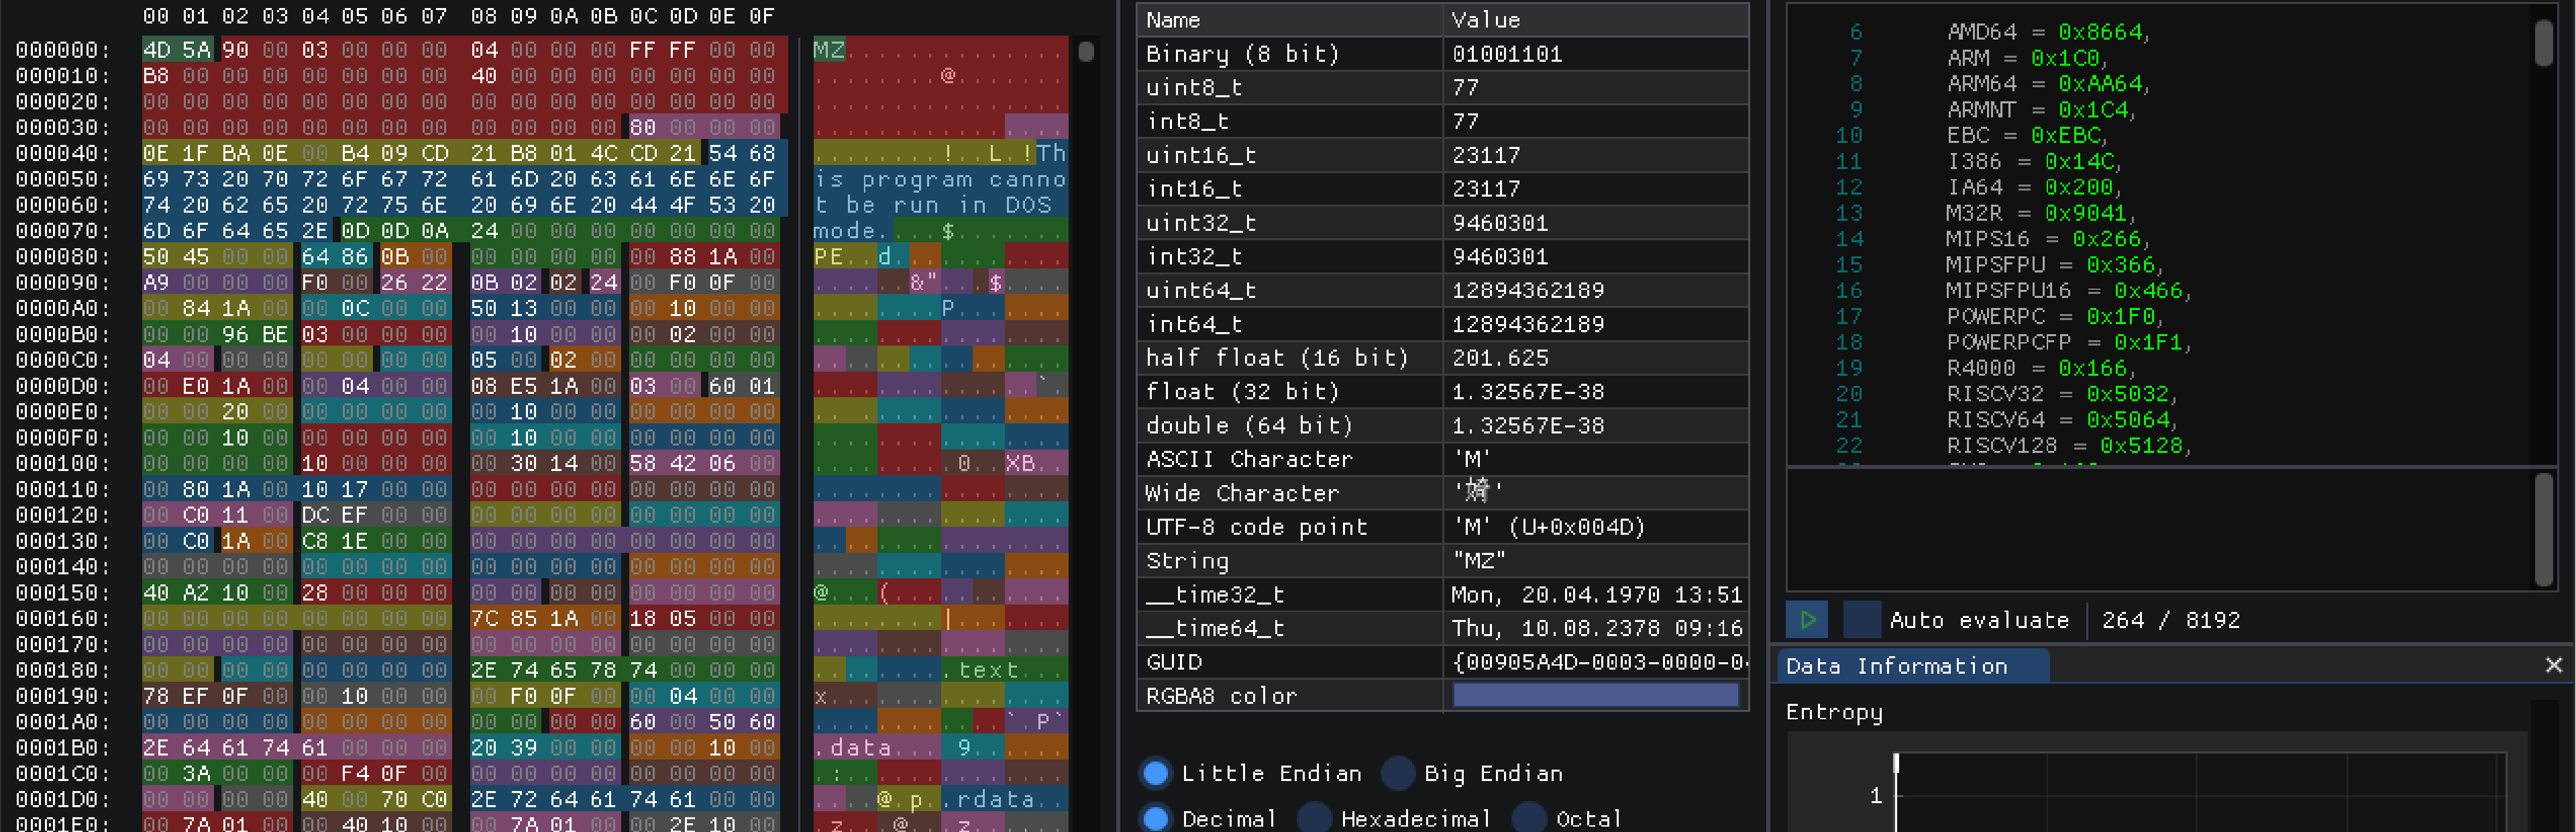 00 01 02 03 04 05 06 07 08 09 0A 0B 0C 0D 0E 0F
000000: 4D 5A 90 00 03 00 00 00 04 00 00 00 FF FF 00 00 MZ..............
000010: B8 00 00 00 00 00 00 00 40 00 00 00 00 00 00 00 ........@.......
000020: 00 00 00 00 00 00 00 00 00 00 00 00 00 00 00 00 ................
000030: 00 00 00 00 00 00 00 00 00 00 00 00 80 00 00 00 ................
000040: 0E 1F BA 0E 00 B4 09 CD 21 B8 01 4C CD 21 54 68 ........!..L.!Th
000050: 69 73 20 70 72 6F 67 72 61 6D 20 63 61 6E 6E 6F is program canno
000060: 74 20 62 65 20 72 75 6E 20 69 6E 20 44 4F 53 20 t be run in DOS
000070: 6D 6F 64 65 2E 0D 0D 0A 24 00 00 00 00 00 00 00 mode....$.......
000080: 50 45 00 00 64 86 0B 00 00 00 00 00 00 88 1A 00 PE..d...........
000090: A9 00 00 00 F0 00 26 22 0B 02 02 24 00 F0 0F 00 ......&"...$....
0000A0: 00 84 1A 00 00 0C 00 00 50 13 00 00 00 10 00 00 ........P.......
0000B0: 00 00 96 BE 03 00 00 00 00 10 00 00 00 02 00 00 ................
0000C0: 04 00 00 00 00 00 00 00 05 00 02 00 00 00 00 00 ................
0000D0: 00 E0 1A 00 00 04 00 00 08 E5 1A 00 03 00 60 01 ..............`.
0000E0: 00 00 20 00 00 00 00 00 00 10 00 00 00 00 00 00 .. .............
0000F0: 00 00 10 00 00 00 00 00 00 10 00 00 00 00 00 00 ................
000100: 00 00 00 00 10 00 00 00 00 30 14 00 58 42 06 00 .........0..XB..
000110: 00 80 1A 00 10 17 00 00 00 00 00 00 00 00 00 00 ................
000120: 00 C0 11 00 DC EF 00 00 00 00 00 00 00 00 00 00 ................
000130: 00 C0 1A 00 C8 1E 00 00 00 00 00 00 00 00 00 00 ................
000140: 00 00 00 00 00 00 00 00 00 00 00 00 00 00 00 00 ................
000150: 40 A2 10 00 28 00 00 00 00 00 00 00 00 00 00 00 @...(...........
000160: 00 00 00 00 00 00 00 00 7C 85 1A 00 18 05 00 00 ........|.......
000170: 00 00 00 00 00 00 00 00 00 00 00 00 00 00 00 00 ................
000180: 00 00 00 00 00 00 00 00 2E 74 65 78 74 00 00 00 .........text...
000190: 78 EF 0F 00 00 10 00 00 00 F0 0F 00 00 04 00 00 x...............
0001A0: 00 00 00 00 00 00 00 00 00 00 00 00 60 00 50 60 ............`.P`
0001B0: 2E 64 61 74 61 00 00 00 20 39 00 00 00 00 10 00 .data... 9......
0001C0: 00 3A 00 00 00 F4 0F 00 00 00 00 00 00 00 00 00 .:..............
0001D0: 00 00 00 00 40 00 70 C0 2E 72 64 61 74 61 00 00 ....@.p..rdata..
0001E0: 00 7A 01 00 00 40 10 00 00 7A 01 00 00 2E 10 00 .z...@...z......
Name Value
Binary (8 bit) 01001101
uint8_t 77
int8_t 77
uint16_t 23117
int16_t 23117
uint32_t 9460301
int32_t 9460301
uint64_t 12894362189
int64_t 12894362189
half float (16 bit) 201.625
float (32 bit) 1.32567E-38
double (64 bit) 1.32567E-38
ASCII Character 'M'
Wide Character
UTF-8 code point 'M' (U+0x004D)
String "MZ"
__time32_t Mon, 20.04.1970 13:51
__time64_t Thu, 10.08.2378 09:16
GUID {00905A4D-0003-0000-0
RGBA8 color
Little Endian Big Endian
Decimal Hexadecimal Octal
6 AMD64 = 0x8664,
7 ARM = 0x1C0,
8 ARM64 = 0xAA64,
9 ARMNT = 0x1C4,
10 EBC = 0xEBC,
11 I386 = 0x14C,
12 IA64 = 0x200,
13 M32R = 0x9041,
14 MIPS16 = 0x266,
15 MIPSFPU = 0x366,
16 MIPSFPU16 = 0x466,
17 POWERPC = 0x1F0,
18 POWERPCFP = 0x1F1,
19 R4000 = 0x166,
20 RISCV32 = 0x5032,
21 RISCV64 = 0x5064,
22 RISCV128 = 0x5128,
Auto evaluate 264 / 8192
Data Information
Entropy
1